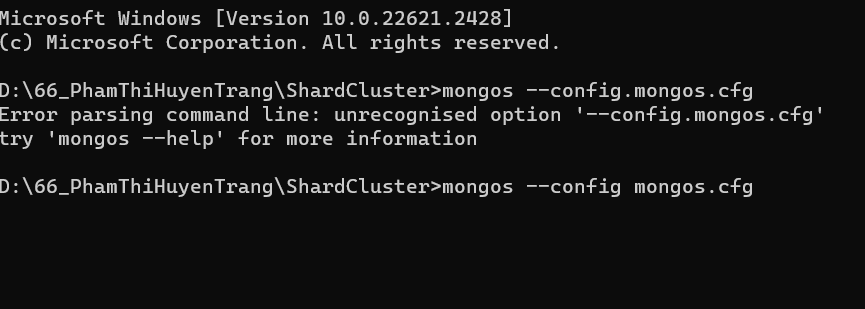 Microsoft Windows [Version 10.0.22621.2428]
(c) Microsoft Corporation. All rights reserved.
D:\66_PhamThiHuyenTrang\ShardCluster>mongos --config.mongos.cfg
Error parsing command line: unrecognised option '--config.mongos.cfg'
try 'mongos --help' for more information
D:\66_PhamThiHuyenTrang\ShardCluster>mongos --config mongos.cfg